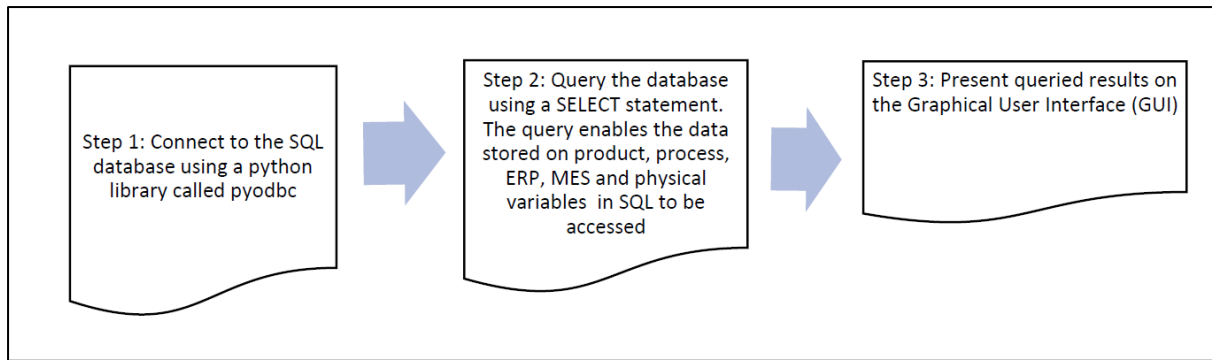 Step 1: Connect to the SQL
database using a python
library called pyodbc
Step 2: Query the database
using a SELECT statement.
The query enables the data
stored on product, process,
ERP, MES and physical
variables  in SQL to be
accessed
Step 3: Present queried results on
the Graphical User Interface (GUI)